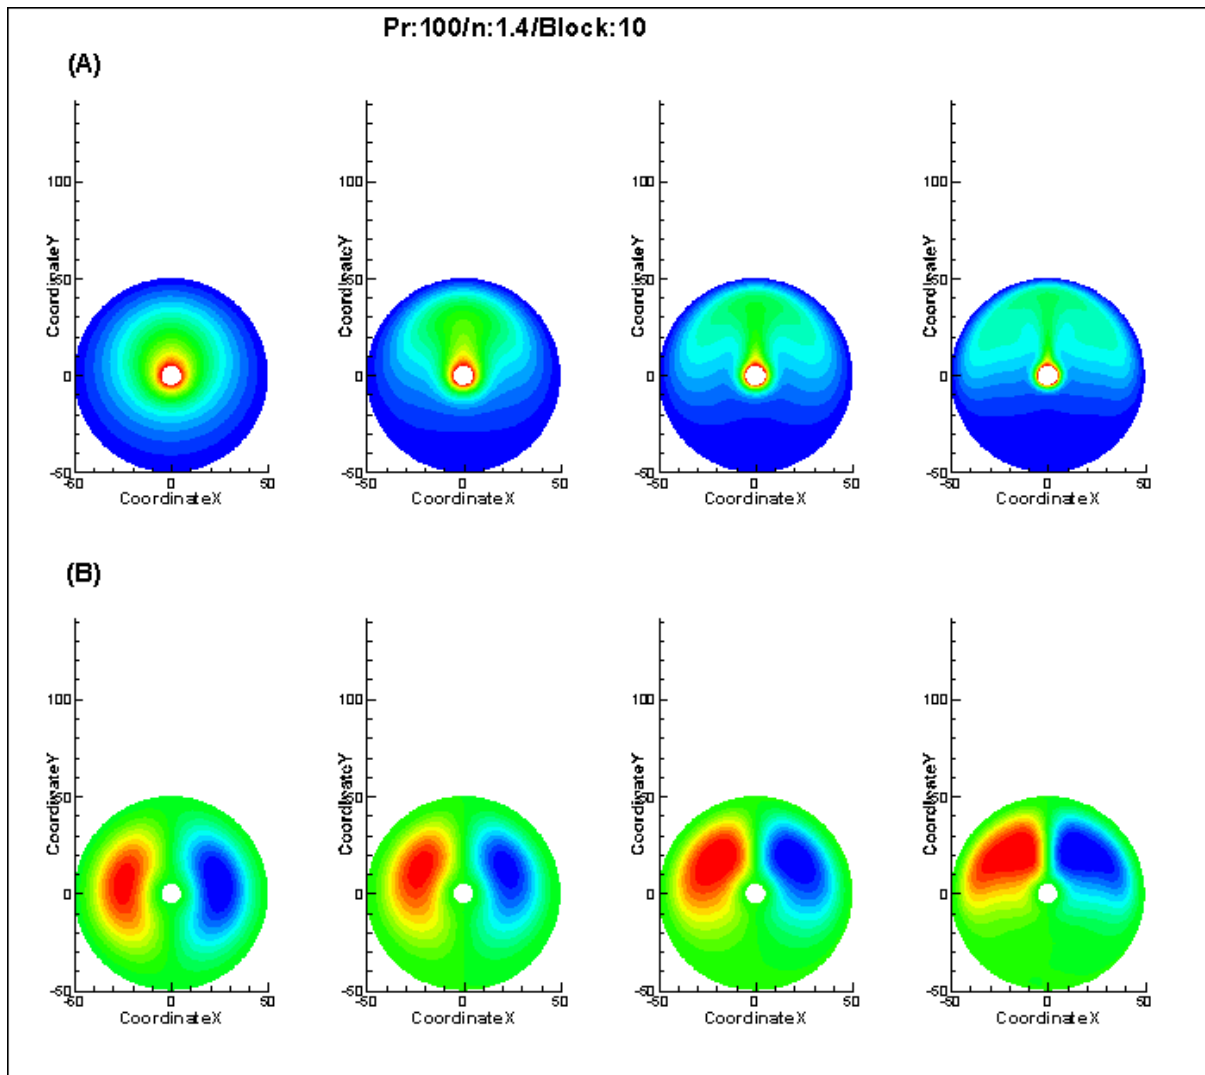 Pr:100/n:1.4/Block:10
(A)
100 100 100 100
CoordinateY CoordinateY CoordinateY CoordinateY
50 50 50 50
0 0 0 0
-50 -50 -50 -50
-50 0 50 -50 0 50 -50 0 50 -50 0 50
CoordinateX CoordinateX CoordinateX CoordinateX
(B)
100 100 100 100
CoordinateY CoordinateY CoordinateY CoordinateY
50 50 50 50
0 0 0 0
-50 -50 -50 -50
-50 0 50 -50 0 50 -50 0 50 -50 0 50
CoordinateX CoordinateX CoordinateX CoordinateX